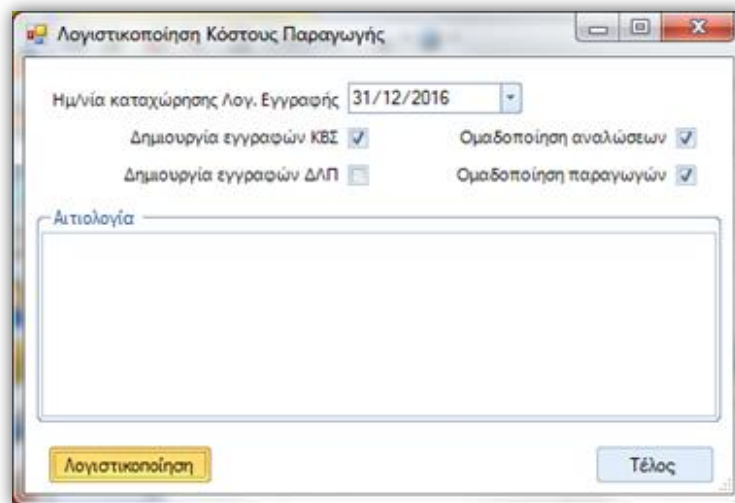 Λογιστικοποίηση Κόστους Παραγωγής
Ημ/νία καταχώρησης Λογ. Εγγραφής 31/12/2016
Δημιουργία εγγραφών ΚΒΣ Ομαδοποίηση αναλώσεων
Δημιουργία εγγραφών ΔΛΠ Ομαδοποίηση παραγωγών
Αιτιολογία
Λογιστικοποίηση Τέλος